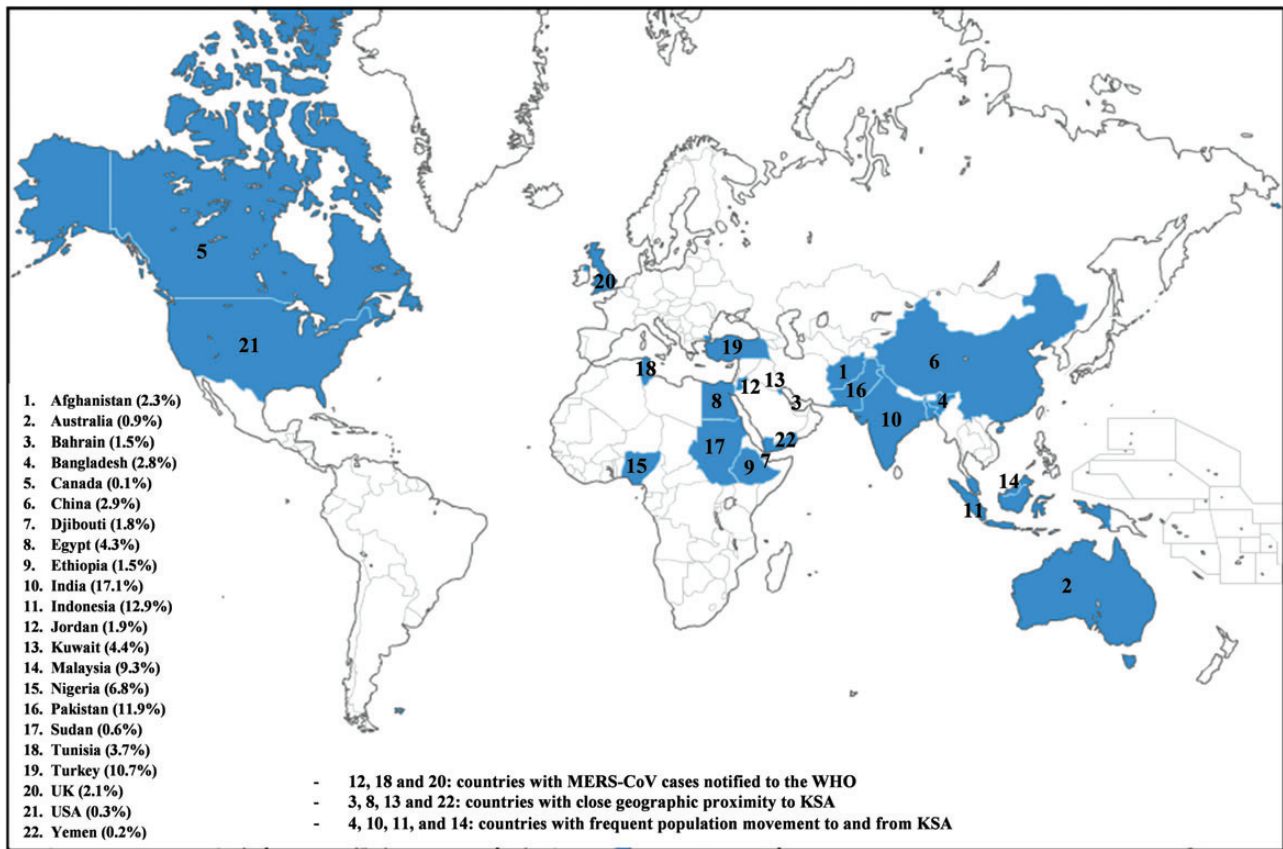 5
20
21
19
6
18
12
13
1
16
8
3
4
10
17
22
15
9
7
14
11
2
1. Afghanistan (2.3%)
2. Australia (0.9%)
3. Bahrain (1.5%)
4. Bangladesh (2.8%)
5. Canada (0.1%)
6. China (2.9%)
7. Djibouti (1.8%)
8. Egypt (4.3%)
9. Ethiopia (1.5%)
10. India (17.1%)
11. Indonesia (12.9%)
12. Jordan (1.9%)
13. Kuwait (4.4%)
14. Malaysia (9.3%)
15. Nigeria (6.8%)
16. Pakistan (11.9%)
17. Sudan (0.6%)
18. Tunisia (3.7%)
19. Turkey (10.7%)
20. UK (2.1%)
21. USA (0.3%)
22. Yemen (0.2%)
- 12, 18 and 20: countries with MERS-CoV cases notified to the WHO
- 3, 8, 13 and 22: countries with close geographic proximity to KSA
- 4, 10, 11, and 14: countries with frequent population movement to and from KSA